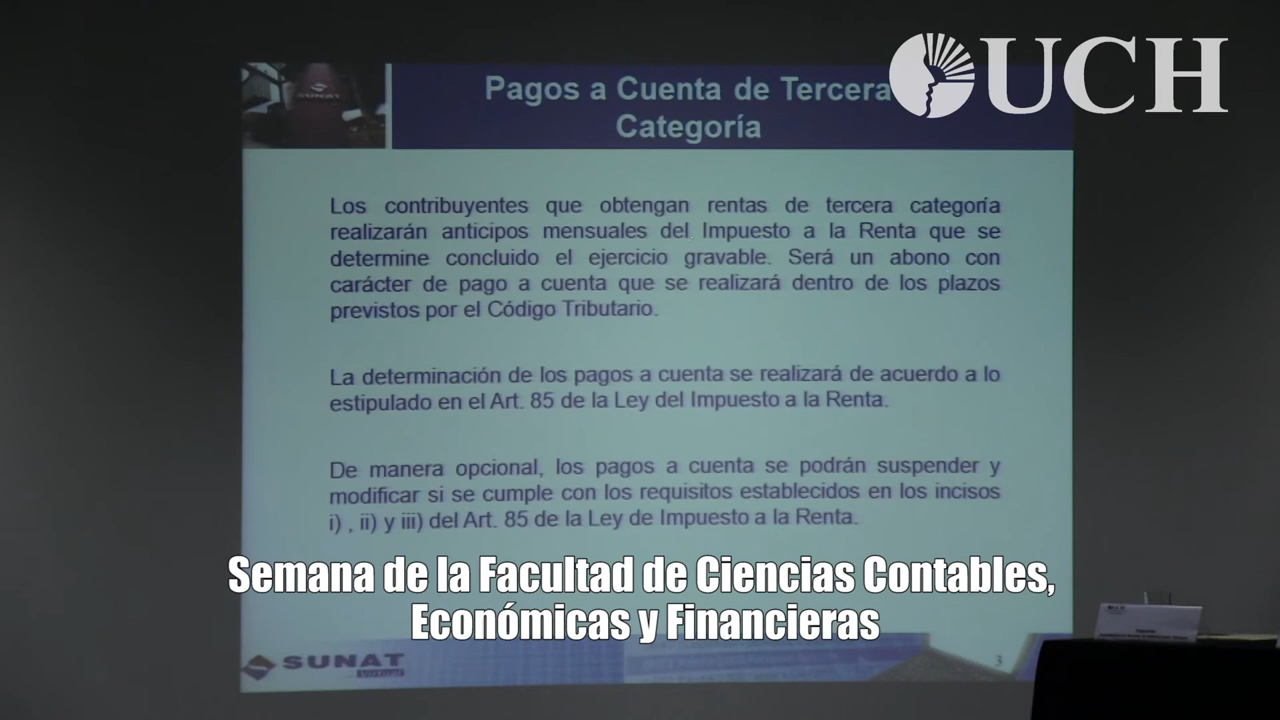 UCH
SUNAT
Pagos a Cuenta de Tercera
Categoría
Los contribuyentes que obtengan rentas de tercera categoría
realizarán anticipos mensuales del Impuesto a la Renta que se
determine concluido el ejercicio gravable. Será un abono con
carácter de pago a cuenta que se realizará dentro de los plazos
previstos por el Código Tributario.
La determinación de los pagos a cuenta se realizará de acuerdo a lo
estipulado en el Art. 85 de la Ley del Impuesto a la Renta.
De manera opcional, los pagos a cuenta se podrán suspender y
modificar si se cumple con los requisitos establecidos en los incisos
i) , ii) y iii) del Art. 85 de la Ley de Impuesto a la Renta.
Semana de la Facultad de Ciencias Contables,
Económicas y Financieras
SUNAT
virtual
3
UCH